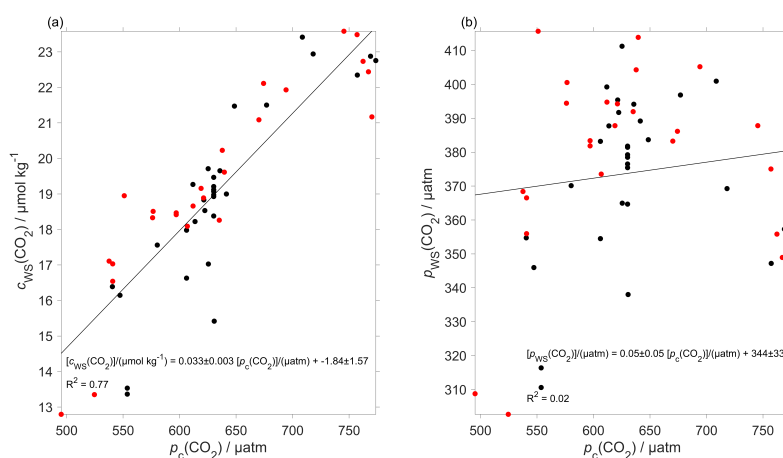 (a)
23
22
21
20
19
18
17
16
15
14
13
c_WS(CO₂) / µmol kg⁻¹
[c_WS(CO₂)]/(µmol kg⁻¹) = 0.033±0.003 [p_c(CO₂)]/(µatm) + -1.84±1.57
R² = 0.77
500 550 600 650 700 750
p_c(CO₂) / µatm
(b)
410
400
390
380
370
360
350
340
330
320
310
p_WS(CO₂) / µatm
[p_WS(CO₂)]/(µatm) = 0.05±0.05 [p_c(CO₂)]/(µatm) + 344±33
R² = 0.02
500 550 600 650 700 750
p_c(CO₂) / µatm